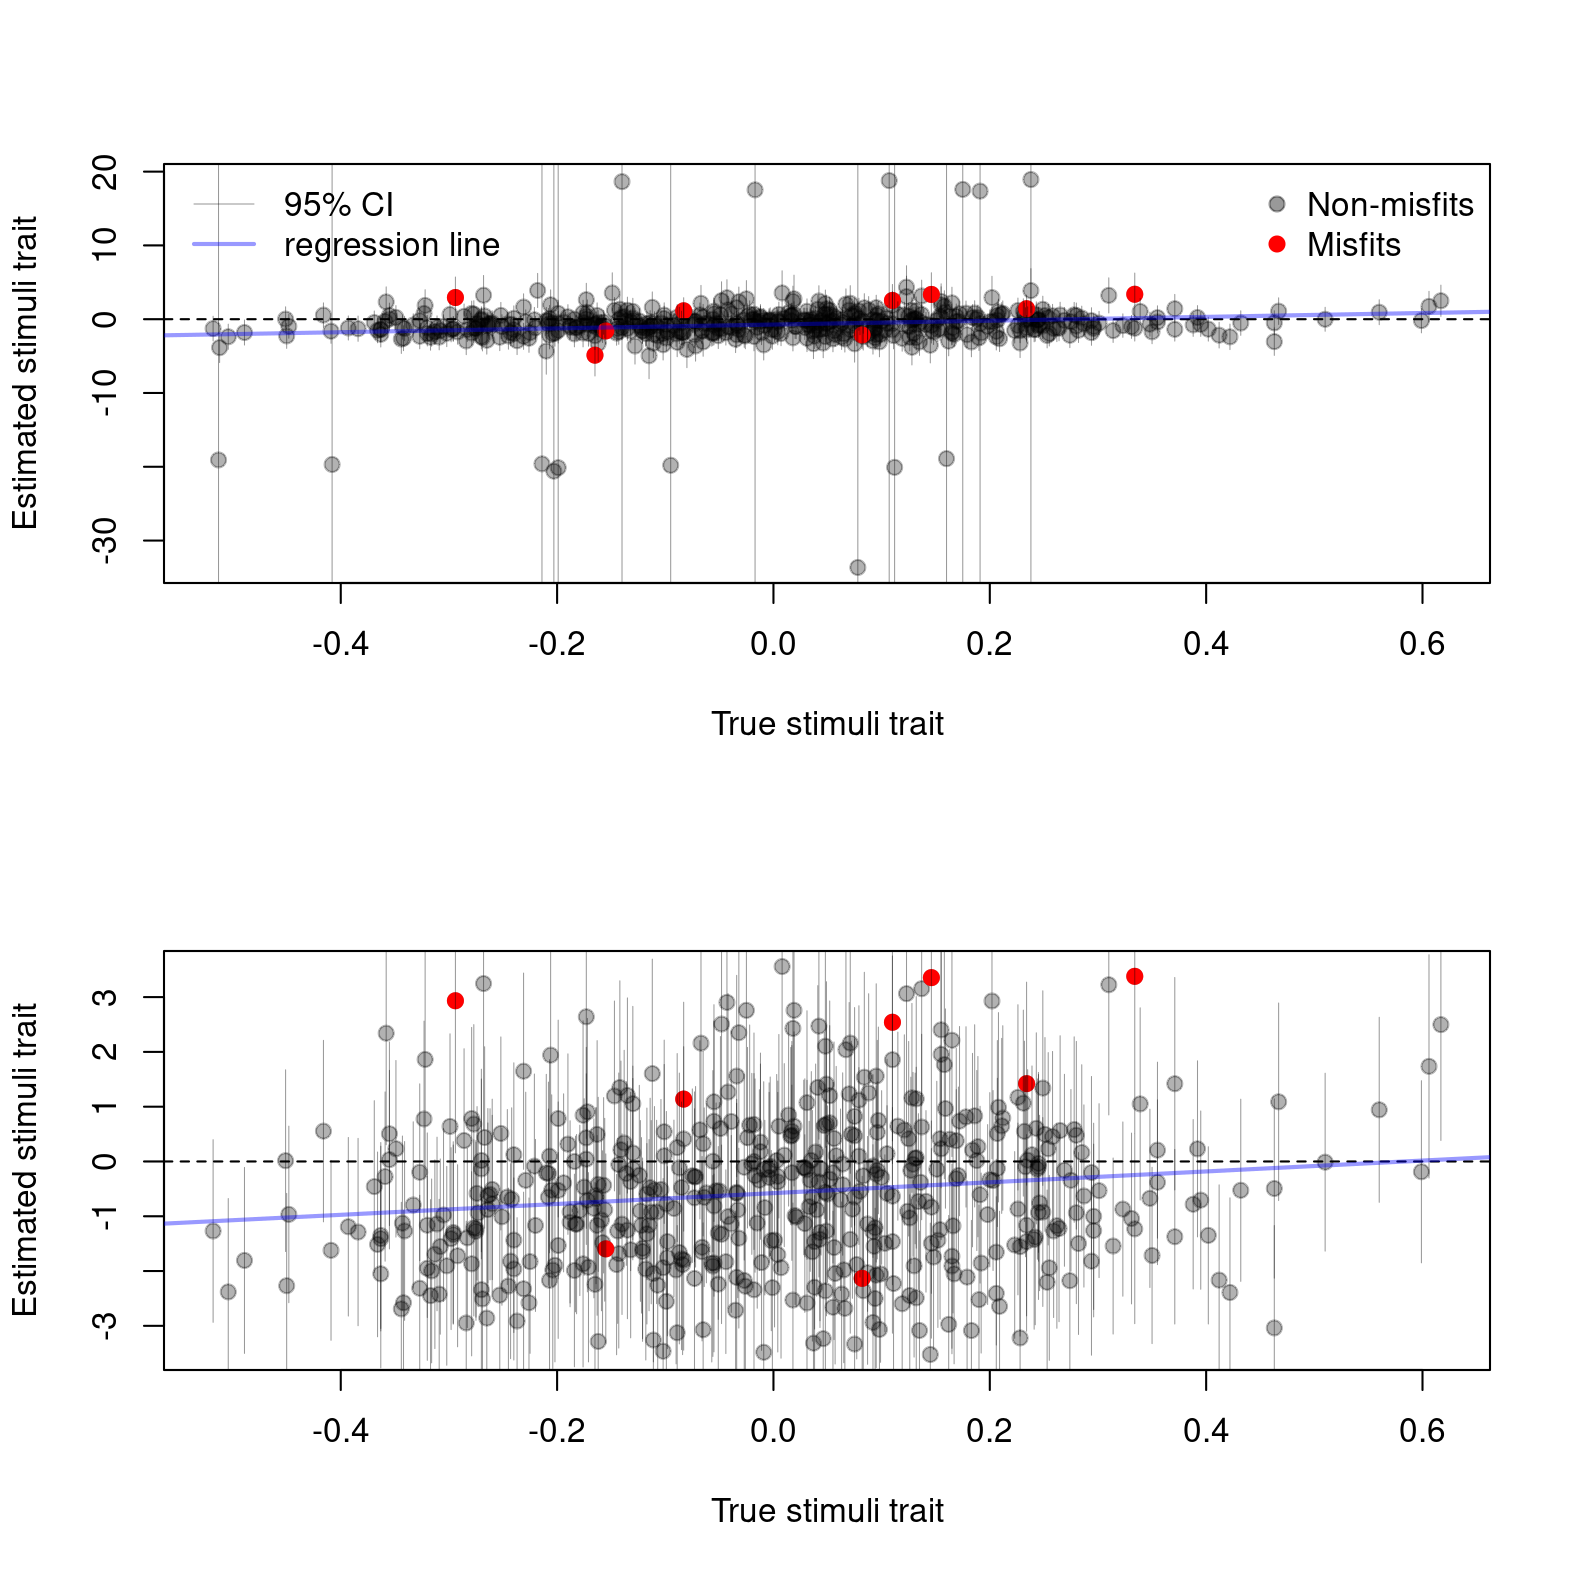 Estimated stimuli trait
20
10
0
-10
-30
95% CI
regression line
Non-misfits
Misfits
-0.4 -0.2 0.0 0.2 0.4 0.6
True stimuli trait
Estimated stimuli trait
3
2
1
0
-1
-3
-0.4 -0.2 0.0 0.2 0.4 0.6
True stimuli trait